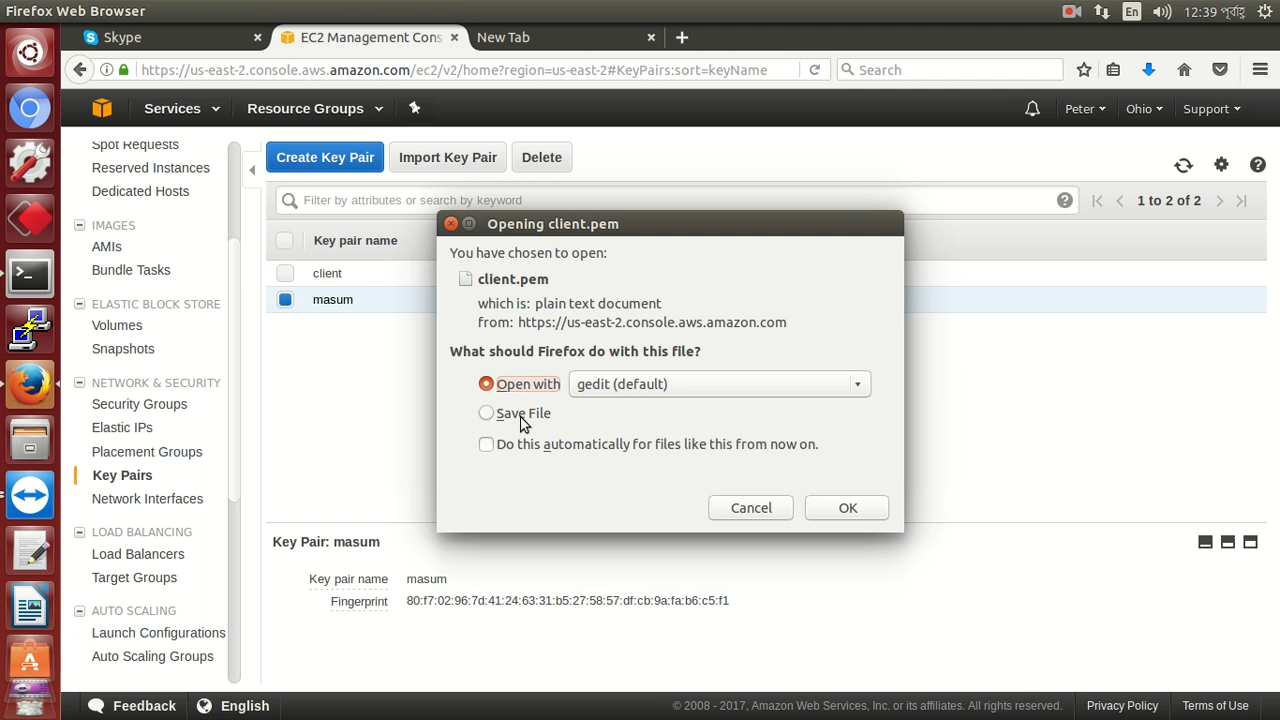 Firefox Web Browser
En
12:39 পূর্বাহ্ণ
Skype
EC2 Management Cons
New Tab
https://us-east-2.console.aws.amazon.com/ec2/v2/home?region=us-east-2#KeyPairs:sort=keyName
Search
Services
Resource Groups
Peter
Ohio
Support
Spot Requests
Reserved Instances
Dedicated Hosts
IMAGES
AMIs
Bundle Tasks
ELASTIC BLOCK STORE
Volumes
Snapshots
NETWORK & SECURITY
Security Groups
Elastic IPs
Placement Groups
Key Pairs
Network Interfaces
LOAD BALANCING
Load Balancers
Target Groups
AUTO SCALING
Launch Configurations
Auto Scaling Groups
Create Key Pair
Import Key Pair
Delete
Filter by attributes or search by keyword
1 to 2 of 2
Key pair name
client
masum
Opening client.pem
You have chosen to open:
client.pem
which is: plain text document
from: https://us-east-2.console.aws.amazon.com
What should Firefox do with this file?
Open with
gedit (default)
Save File
Do this automatically for files like this from now on.
Cancel
OK
Key Pair: masum
Key pair name masum
Fingerprint 80:f7:02:96:7d:41:24:63:31:b5:27:58:57:df:cb:9a:fa:b6:c5:f1
Feedback
English
© 2008 - 2017, Amazon Web Services, Inc. or its affiliates. All rights reserved.
Privacy Policy
Terms of Use